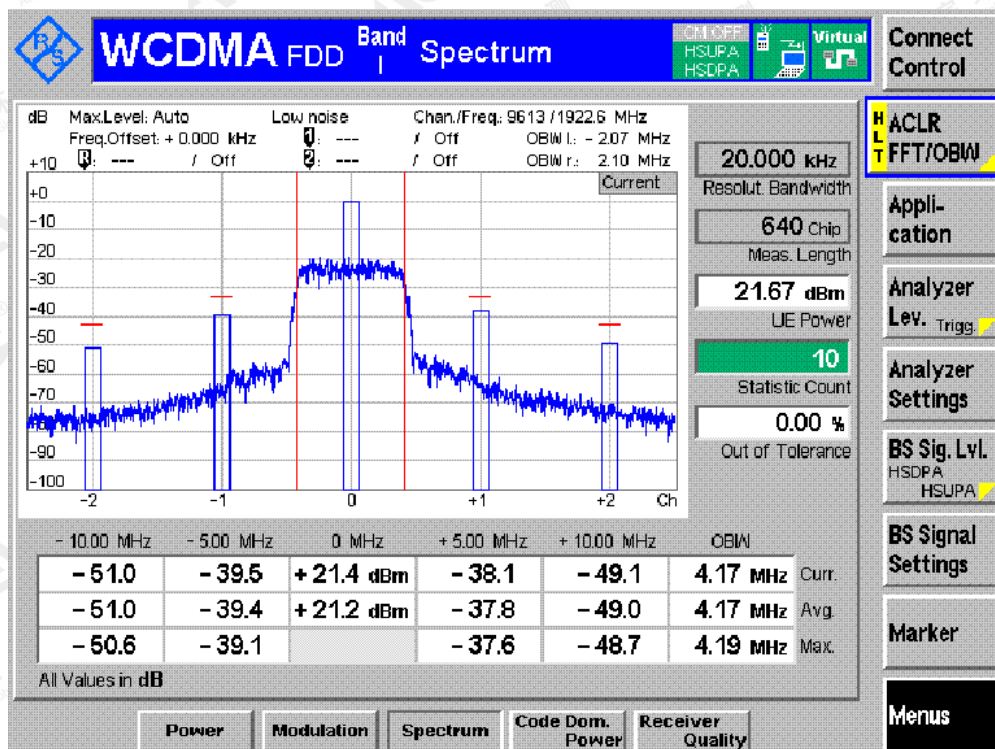 R/S
WCDMA FDD Band I Spectrum
CM:OFF
HSUPA
HSDPA
Virtual
Connect Control
dB Max.Level: Auto Low noise Chan./Freq.: 9613 / 1922.6 MHz
Freq.Offset: + 0.000 kHz 1: --- / Off OBW l.: - 2.07 MHz
+10 R: --- / Off 2: --- / Off OBW r.: 2.10 MHz
Current
+0
-10
-20
-30
-40
-50
-60
-70
-90
-100
-2 -1 0 +1 +2 Ch
20.000 kHz
Resolut. Bandwidth
640 Chip
Meas. Length
21.67 dBm
UE Power
10
Statistic Count
0.00 %
Out of Tolerance
- 10.00 MHz - 5.00 MHz 0 MHz + 5.00 MHz + 10.00 MHz OBW
- 51.0 - 39.5 + 21.4 dBm - 38.1 - 49.1 4.17 MHz Curr.
- 51.0 - 39.4 + 21.2 dBm - 37.8 - 49.0 4.17 MHz Avg.
- 50.6 - 39.1 - 37.6 - 48.7 4.19 MHz Max.
All Values in dB
HLT
ACLR
FFT/OBW
Appli-
cation
Analyzer
Lev. Trigg.
Analyzer
Settings
BS Sig. Lvl.
HSDPA
HSUPA
BS Signal
Settings
Marker
Menus
Power
Modulation
Spectrum
Code Dom.
Power
Receiver
Quality